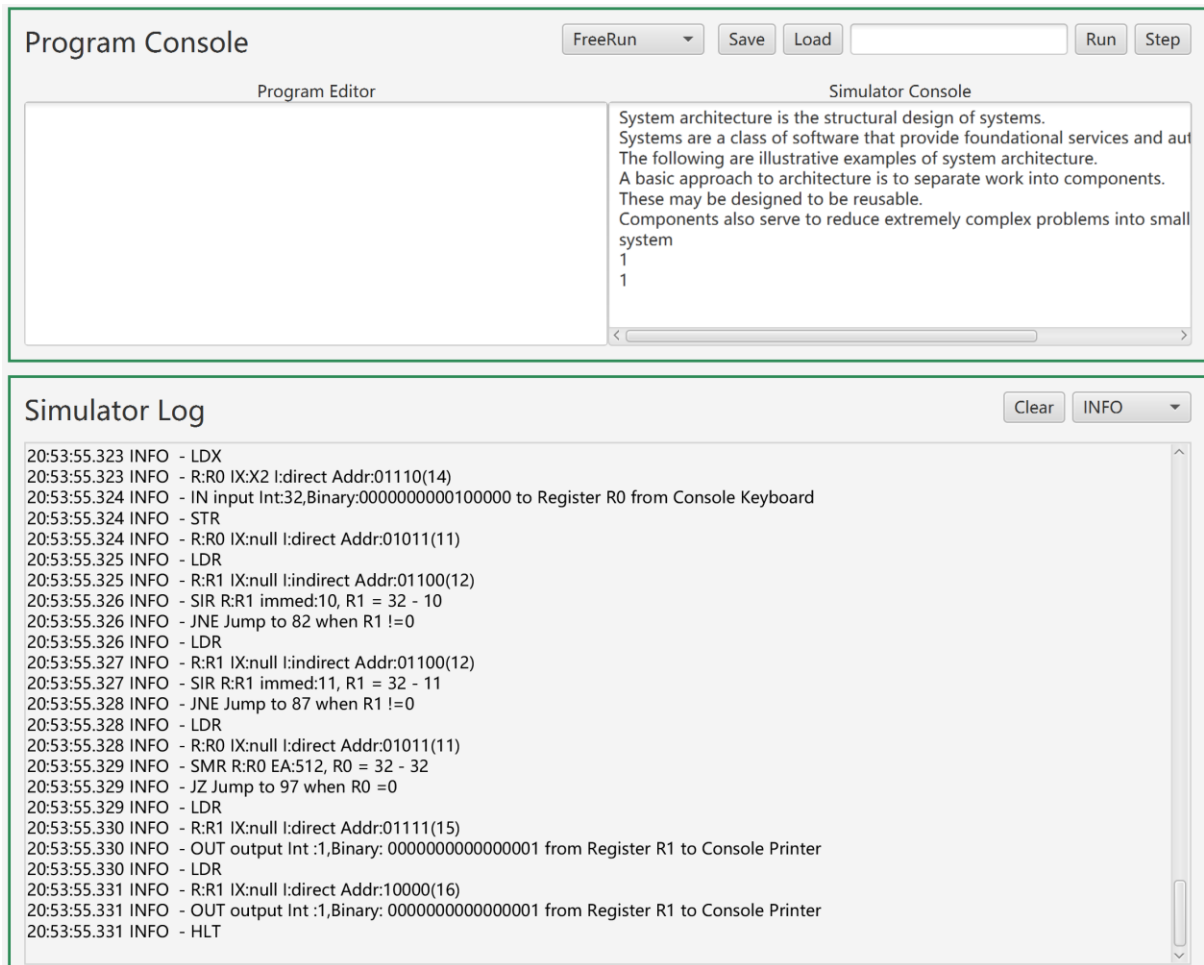 Program Console
FreeRun
Save
Load
Run
Step
Program Editor
Simulator Console
System architecture is the structural design of systems.
Systems are a class of software that provide foundational services and aut
The following are illustrative examples of system architecture.
A basic approach to architecture is to separate work into components.
These may be designed to be reusable.
Components also serve to reduce extremely complex problems into small
system
1
1
Simulator Log
Clear
INFO
20:53:55.323 INFO - LDX
20:53:55.323 INFO - R:R0 IX:X2 I:direct Addr:01110(14)
20:53:55.324 INFO - IN input Int:32,Binary:0000000000100000 to Register R0 from Console Keyboard
20:53:55.324 INFO - STR
20:53:55.324 INFO - R:R0 IX:null I:direct Addr:01011(11)
20:53:55.325 INFO - LDR
20:53:55.325 INFO - R:R1 IX:null I:indirect Addr:01100(12)
20:53:55.326 INFO - SIR R:R1 immed:10, R1 = 32 - 10
20:53:55.326 INFO - JNE Jump to 82 when R1 !=0
20:53:55.326 INFO - LDR
20:53:55.327 INFO - R:R1 IX:null I:indirect Addr:01100(12)
20:53:55.327 INFO - SIR R:R1 immed:11, R1 = 32 - 11
20:53:55.328 INFO - JNE Jump to 87 when R1 !=0
20:53:55.328 INFO - LDR
20:53:55.328 INFO - R:R0 IX:null I:direct Addr:01011(11)
20:53:55.329 INFO - SMR R:R0 EA:512, R0 = 32 - 32
20:53:55.329 INFO - JZ Jump to 97 when R0 =0
20:53:55.329 INFO - LDR
20:53:55.330 INFO - R:R1 IX:null I:direct Addr:01111(15)
20:53:55.330 INFO - OUT output Int :1,Binary: 0000000000000001 from Register R1 to Console Printer
20:53:55.330 INFO - LDR
20:53:55.331 INFO - R:R1 IX:null I:direct Addr:10000(16)
20:53:55.331 INFO - OUT output Int :1,Binary: 0000000000000001 from Register R1 to Console Printer
20:53:55.331 INFO - HLT